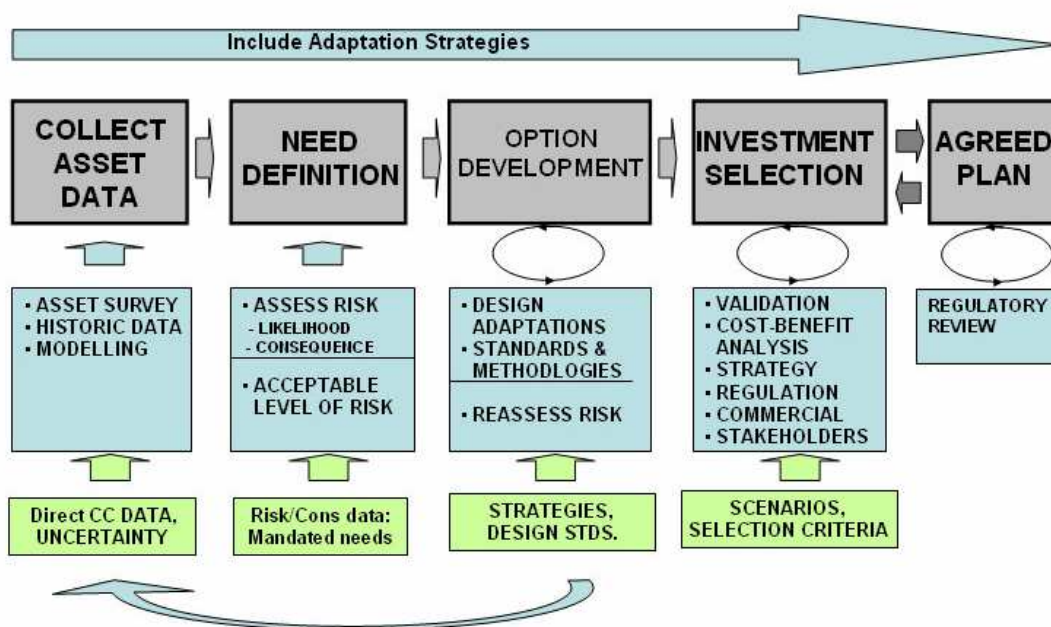 Include Adaptation Strategies
COLLECT
ASSET
DATA
NEED
DEFINITION
OPTION
DEVELOPMENT
INVESTMENT
SELECTION
AGREED
PLAN
▪ ASSET SURVEY
▪ HISTORIC DATA
▪ MODELLING
▪ ASSESS RISK
- LIKELIHOOD
- CONSEQUENCE
▪ ACCEPTABLE
LEVEL OF RISK
▪ DESIGN
ADAPTATIONS
▪ STANDARDS &
METHODLOGIES
▪ REASSESS RISK
▪ VALIDATION
▪ COST-BENEFIT
ANALYSIS
▪ STRATEGY
▪ REGULATION
▪ COMMERCIAL
▪ STAKEHOLDERS
REGULATORY
REVIEW
Direct CC DATA,
UNCERTAINTY
Risk/Cons data:
Mandated needs
STRATEGIES,
DESIGN STDS.
SCENARIOS,
SELECTION CRITERIA